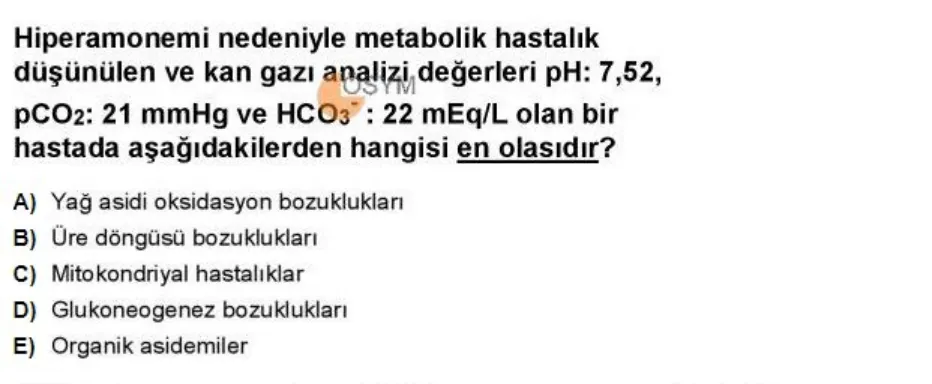 Hiperamonemi nedeniyle metabolik hastalık
düşünülen ve kan gazı analizi değerleri pH: 7,52,
ÖSYM
pCO₂: 21 mmHg ve HCO₃⁻ : 22 mEq/L olan bir
hastada aşağıdakilerden hangisi en olasıdır?
A) Yağ asidi oksidasyon bozuklukları
B) Üre döngüsü bozuklukları
C) Mitokondriyal hastalıklar
D) Glukoneogenez bozuklukları
E) Organik asidemiler